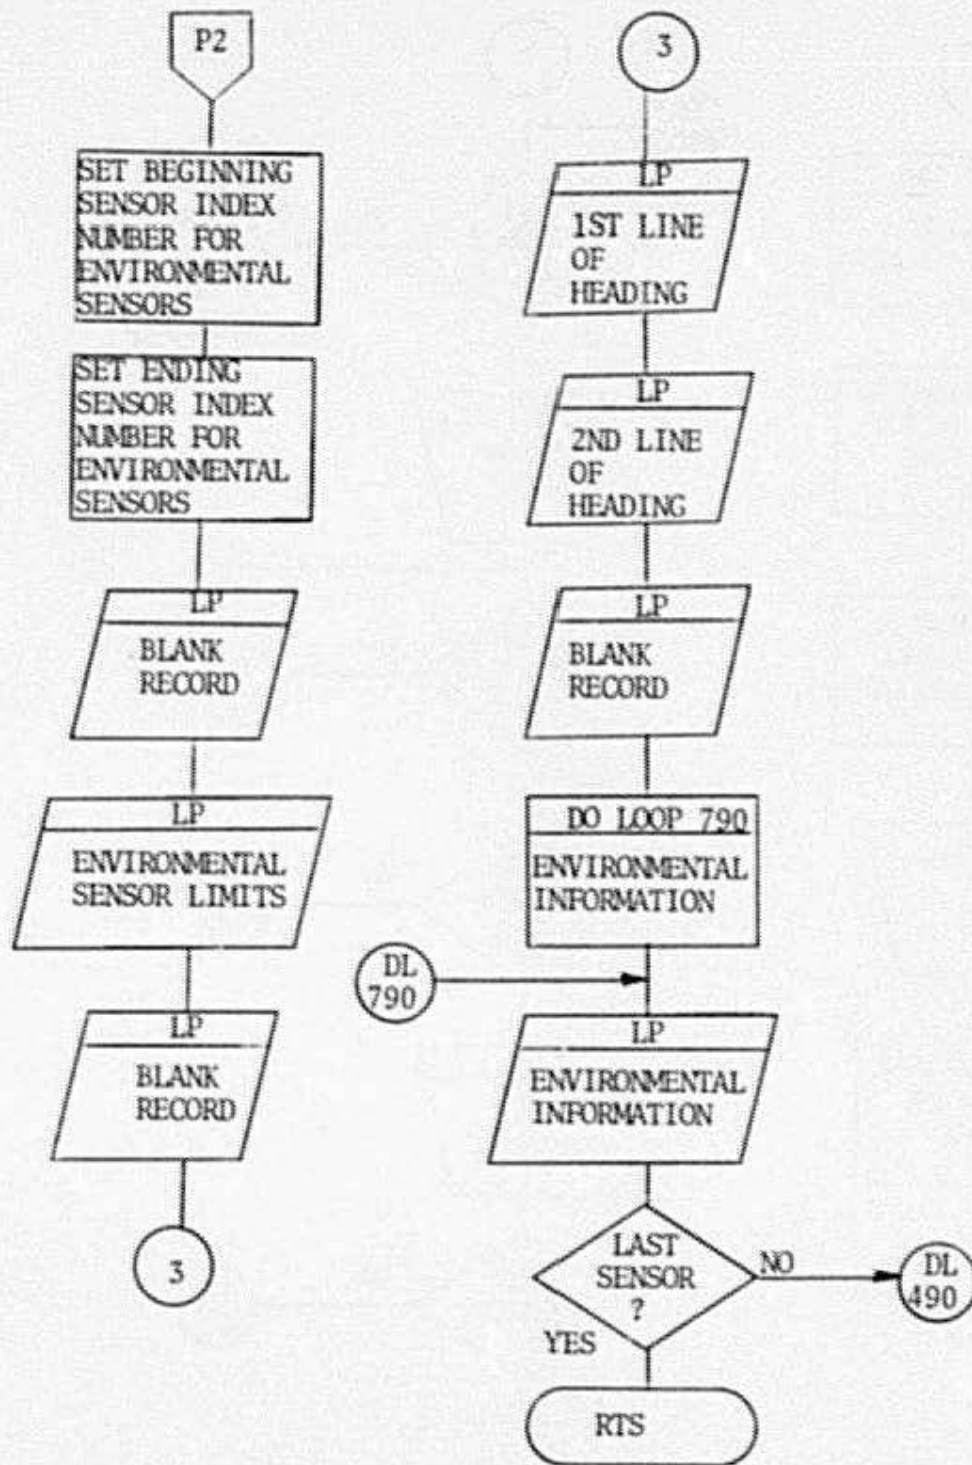 P2
SET BEGINNING
SENSOR INDEX
NUMBER FOR
ENVIRONMENTAL
SENSORS
SET ENDING
SENSOR INDEX
NUMBER FOR
ENVIRONMENTAL
SENSORS
LP
BLANK
RECORD
LP
ENVIRONMENTAL
SENSOR LIMITS
LP
BLANK
RECORD
3
3
LP
1ST LINE
OF
HEADING
LP
2ND LINE
OF
HEADING
LP
BLANK
RECORD
DO LOOP 790
ENVIRONMENTAL
INFORMATION
DL
790
LP
ENVIRONMENTAL
INFORMATION
LAST
SENSOR
?
NO
DL
490
YES
RTS